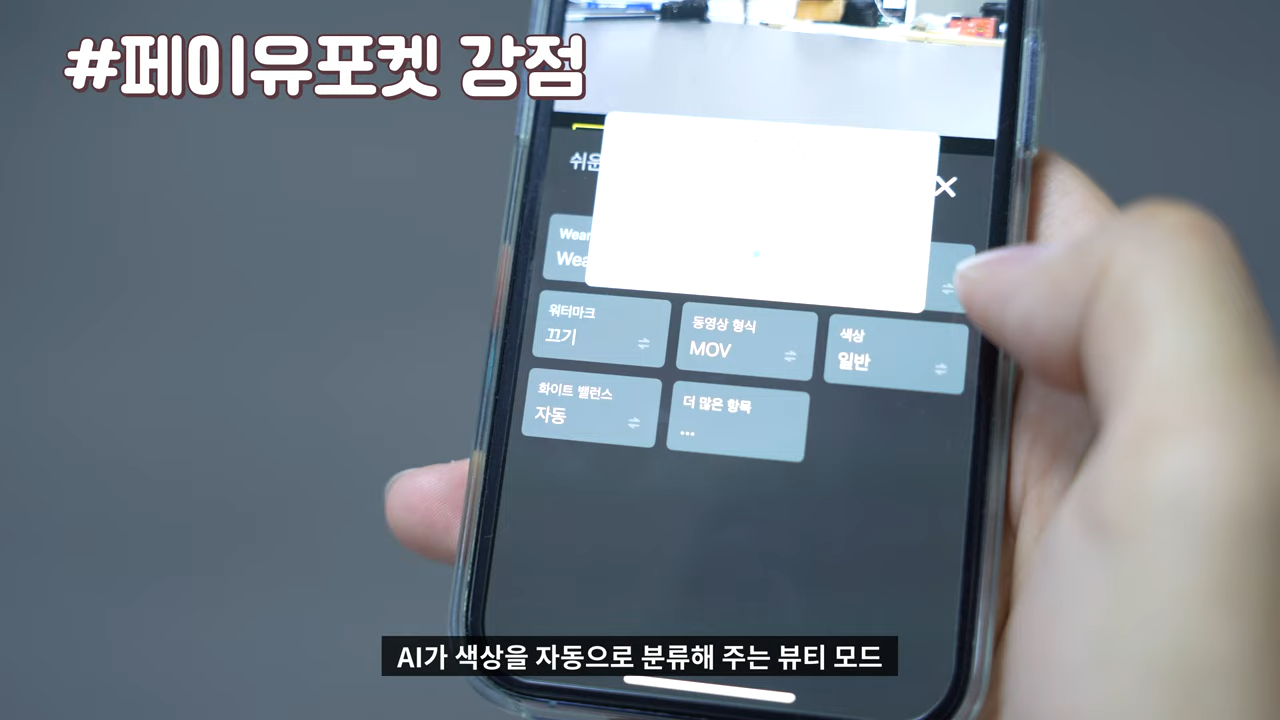 #페이유포켓 강점
쉬운
워터마크
끄기
동영상 형식
MOV
색상
일반
화이트 밸런스
자동
더 많은 항목
...
AI가 색상을 자동으로 분류해 주는 뷰티 모드